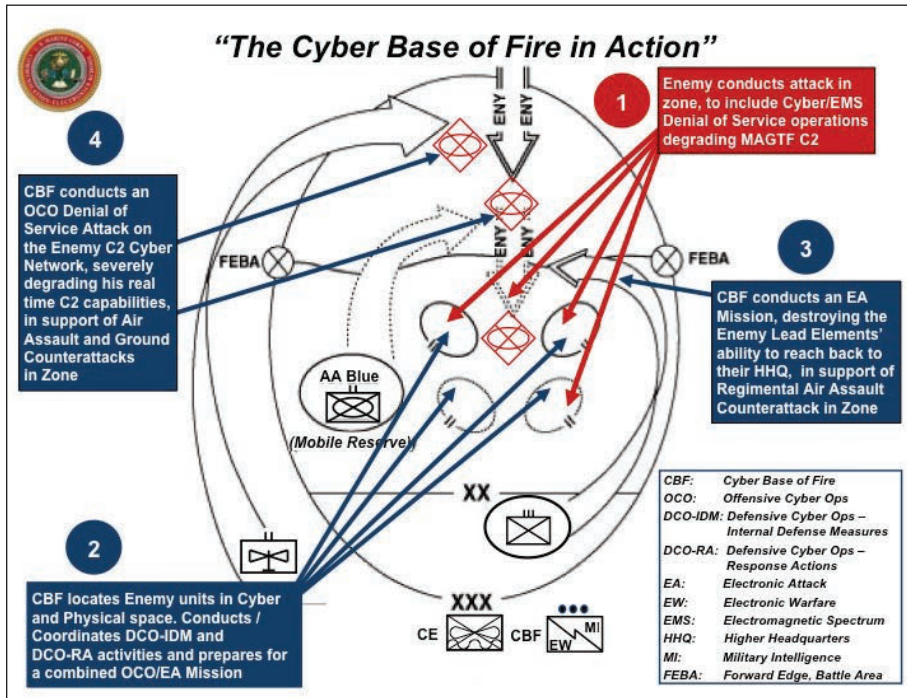 “The Cyber Base of Fire in Action”
1
Enemy conducts attack in
zone, to include Cyber/EMS
Denial of Service operations
degrading MAGTF C2
4
CBF conducts an
OCO Denial of
Service Attack on
the Enemy C2 Cyber
Network, severely
degrading his real
time C2 capabilities,
in support of Air
Assault and Ground
Counterattacks
in Zone
ENY
ENY
ENY
ENY
FEBA
FEBA
3
CBF conducts an EA
Mission, destroying the
Enemy Lead Elements’
ability to reach back to
their HHQ, in support of
Regimental Air Assault
Counterattack in Zone
AA Blue
(Mobile Reserve)
XX
2
CBF locates Enemy units in Cyber
and Physical space. Conducts /
Coordinates DCO-IDM and
DCO-RA activities and prepares for
a combined OCO/EA Mission
XXX
CE
CBF
MI
EW
CBF: Cyber Base of Fire
OCO: Offensive Cyber Ops
DCO-IDM: Defensive Cyber Ops –
Internal Defense Measures
DCO-RA: Defensive Cyber Ops –
Response Actions
EA: Electronic Attack
EW: Electronic Warfare
EMS: Electromagnetic Spectrum
HHQ: Higher Headquarters
MI: Military Intelligence
FEBA: Forward Edge, Battle Area